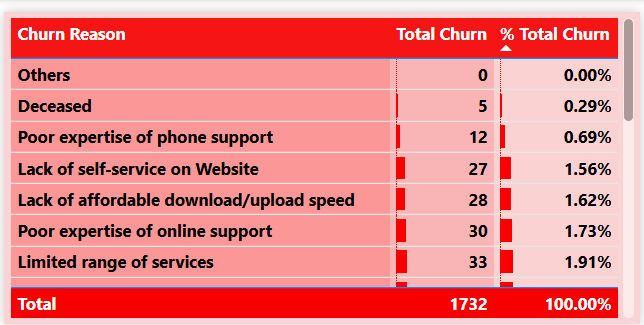 Churn Reason Total Churn % Total Churn
Others 0 0.00%
Deceased 5 0.29%
Poor expertise of phone support 12 0.69%
Lack of self-service on Website 27 1.56%
Lack of affordable download/upload speed 28 1.62%
Poor expertise of online support 30 1.73%
Limited range of services 33 1.91%
Total 1732 100.00%